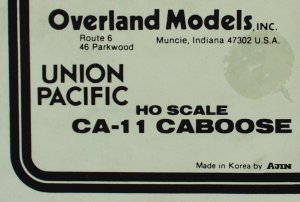 Overland Models, INC.
Route 6
46 Parkwood
Muncie, Indiana 47302 U.S.A.
UNION
PACIFIC
HO SCALE
CA-11 CABOOSE
Made in Korea by AJIN